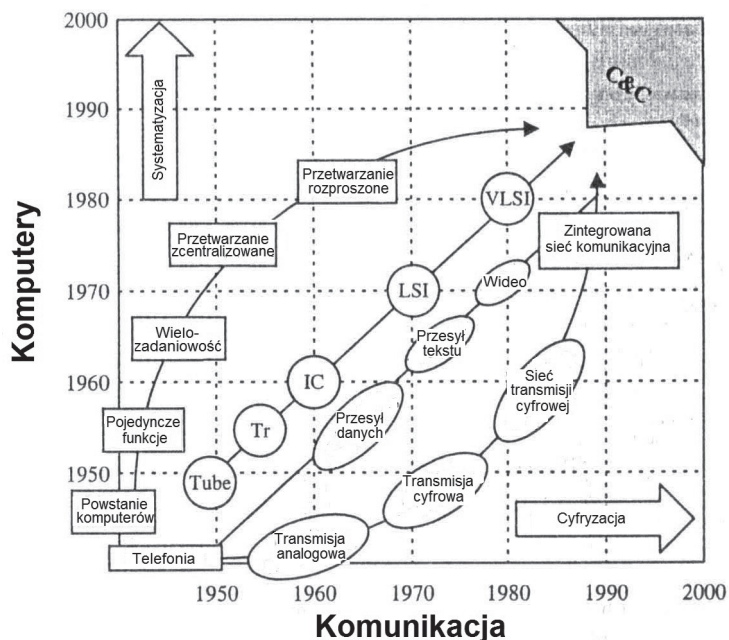 2000
1990
1980
1970
1960
1950
Komputery
Systematyzacja
C&C
Przetwarzanie
rozproszone
Przetwarzanie
zcentralizowane
VLSI
Zintegrowana
sieć komunikacyjna
LSI
Wideo
Wielo-
zadaniowość
Przesył
tekstu
IC
Sieć
transmisji
cyfrowej
Pojedyncze
funkcje
Tr
Przesył
danych
Tube
Transmisja
cyfrowa
Powstanie
komputerów
Cyfryzacja
Transmisja
analogowa
Telefonia
1950
1960
1970
1980
1990
2000
Komunikacja